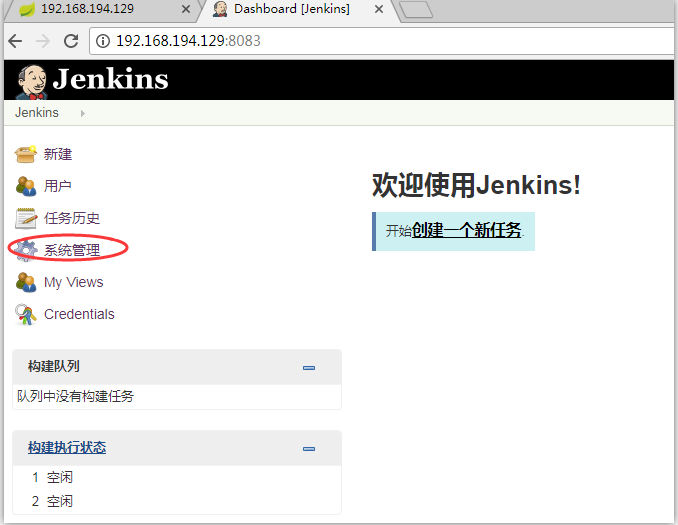 192.168.194.129
Dashboard [Jenkins]
192.168.194.129:8083
Jenkins
Jenkins
新建
用户
任务历史
系统管理
My Views
Credentials
欢迎使用Jenkins!
开始创建一个新任务.
构建队列
队列中没有构建任务
构建执行状态
1 空闲
2 空闲